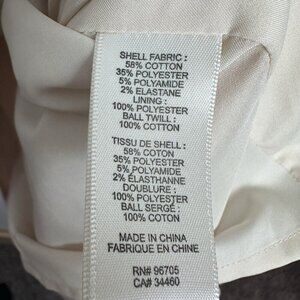 SHELL FABRIC :
58% COTTON
35% POLYESTER
5% POLYAMIDE
2% ELASTANE
LINING :
100% POLYESTER
BALL TWILL :
100% COTTON
TISSU DE SHELL :
58% COTON
35% POLYESTER
5% POLYAMIDE
2% ÉLASTHANNE
DOUBLURE :
100% POLYESTER
BALL SERGÉ :
100% COTON
MADE IN CHINA
FABRIQUE EN CHINE
RN# 96705
CA# 34460